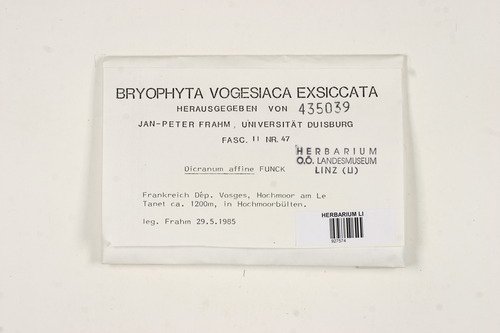 BRYOPHYTA VOGESIACA EXSICCATA
HERAUSGEGEBEN VON 435039
JAN-PETER FRAHM, UNIVERSITÄT DUISBURG
FASC. II NR. 47
HERBARIUM
O.Ö. LANDESMUSEUM
LINZ (LI)
Dicranum affine FUNCK
Frankreich Dép. Vosges, Hochmoor am Le
Tanet ca. 1200m, in Hochmoorbülten.
leg. Frahm 29.5.1985
HERBARIUM LI